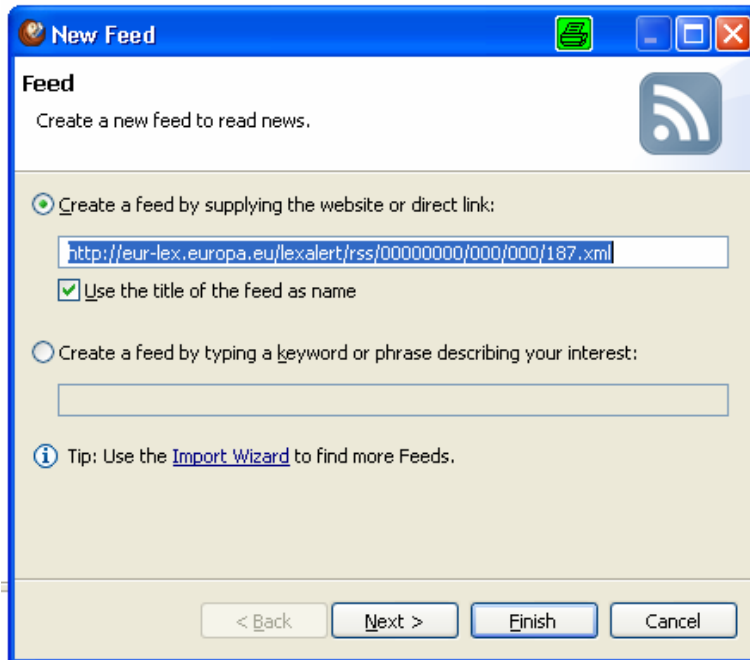 New Feed
Feed
Create a new feed to read news.
Create a feed by supplying the website or direct link:
http://eur-lex.europa.eu/lexalert/rss/00000000/000/000/187.xml
Use the title of the feed as name
Create a feed by typing a keyword or phrase describing your interest:
Tip: Use the Import Wizard to find more Feeds.
< Back Next > Finish Cancel